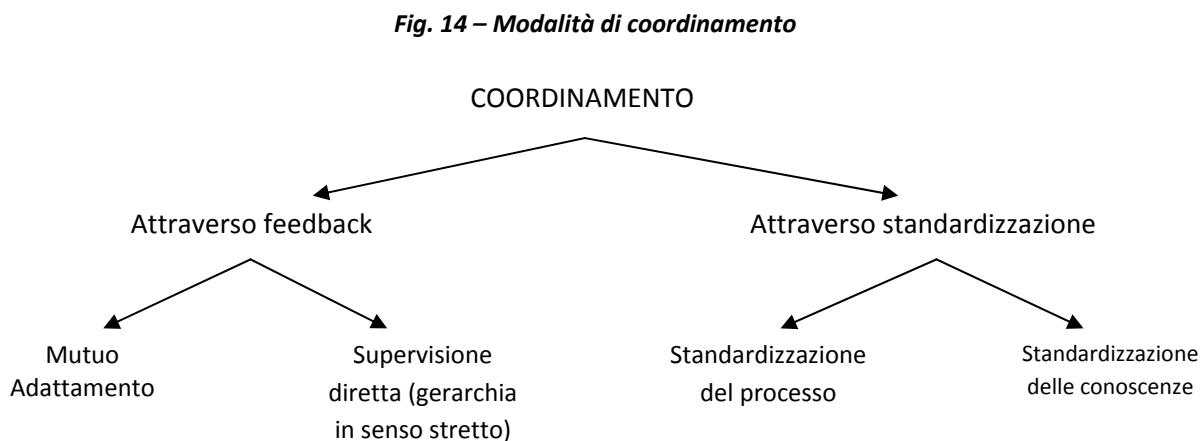 Fig. 14 – Modalità di coordinamento
COORDINAMENTO
Attraverso feedback
Attraverso standardizzazione
Mutuo
Adattamento
Supervisione
diretta (gerarchia
in senso stretto)
Standardizzazione
del processo
Standardizzazione
delle conoscenze